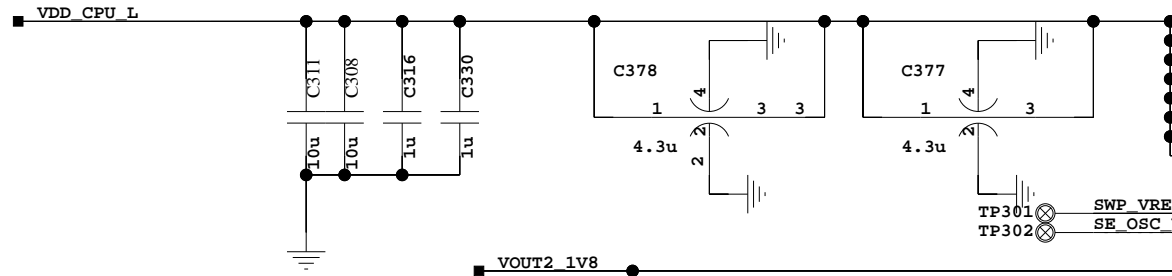 VDD_CPU_L
C311
C308
C316
C330
10u
10u
1u
1u
C378
4
1
3
3
2
2
4.3u
C377
4
1
3
2
4.3u
TP301
SWP_VRE
TP302
SE_OSC_
VOUT2_1V8